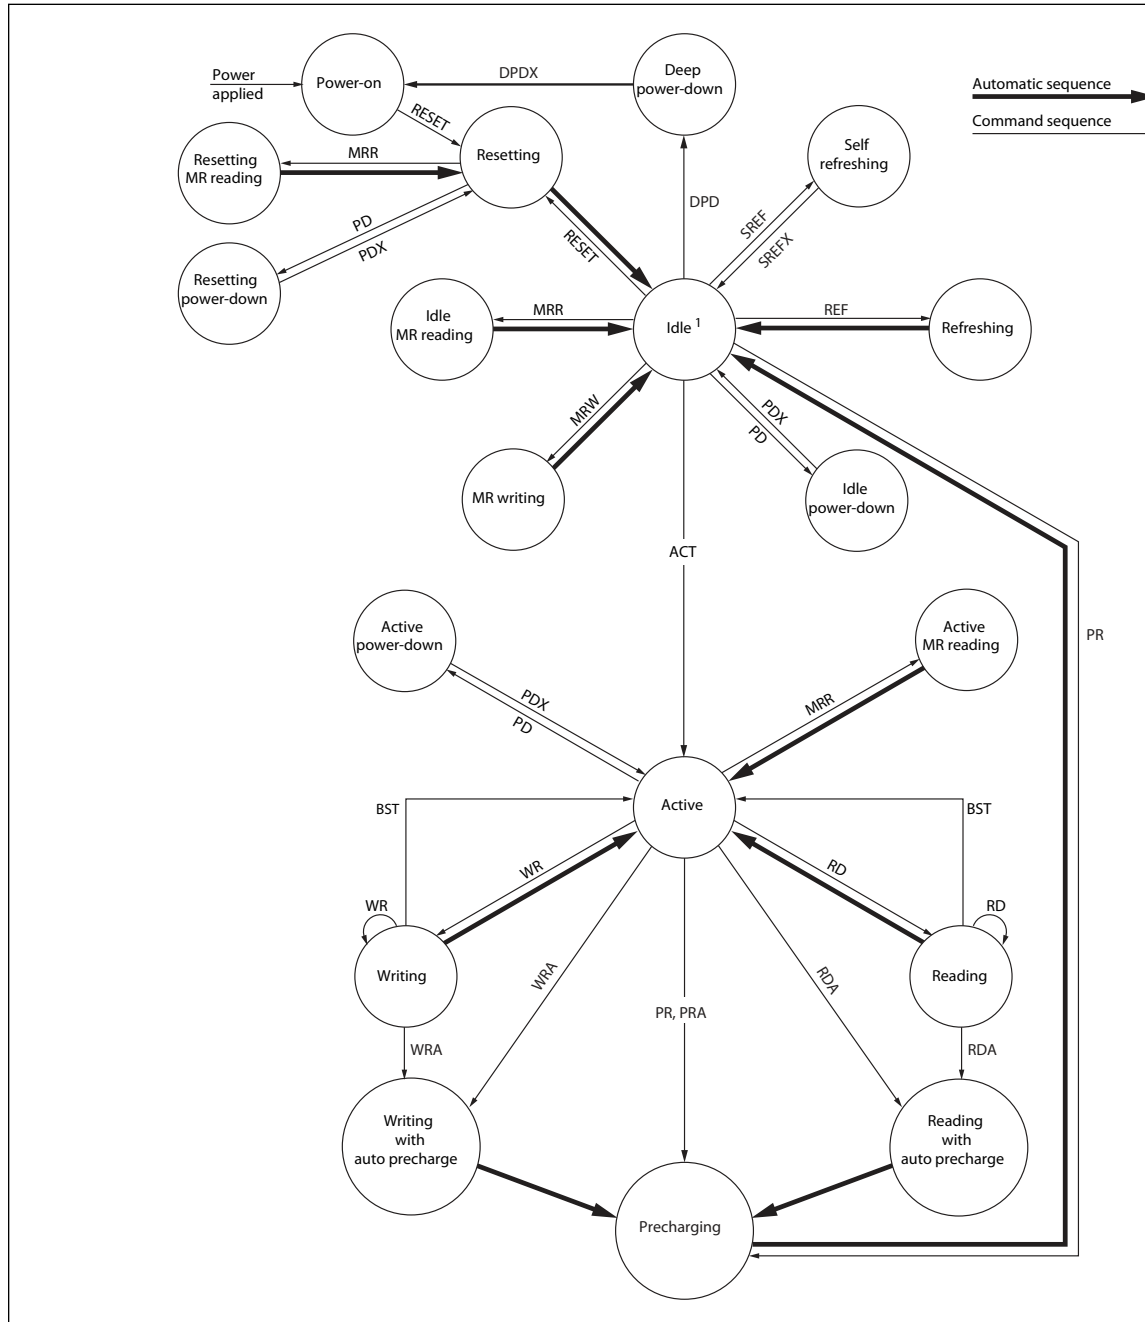 Power
applied
Power-on
DPDX
Deep
power-down
Automatic sequence
Command sequence
RESET
Resetting
MR reading
MRR
Resetting
Self
refreshing
PD
PDX
RESET
DPD
SREF
SREFX
Resetting
power-down
Idle
MR reading
MRR
Idle 1
REF
Refreshing
MRW
PDX
PD
MR writing
Idle
power-down
ACT
Active
power-down
Active
MR reading
PR
PDX
PD
MRR
BST
Active
BST
WR
RD
WR
RD
Writing
Reading
WRA
RDA
PR, PRA
WRA
RDA
Writing
with
auto precharge
Reading
with
auto precharge
Precharging